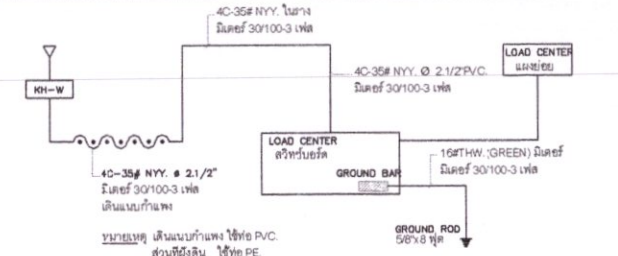 4C-35# NYY. ในราง
มิเตอร์ 30/100-3 เฟส
KH-W
4C-35# NYY. Ø 2.1/2"PVC.
มิเตอร์ 30/100-3 เฟส
LOAD CENTER
แผงย่อย
LOAD CENTER
สวิทช์บอร์ด
GROUND BAR
4C-35# NYY. ø 2.1/2"
มิเตอร์ 30/100-3 เฟส
เดินแนบกำแพง
16#THW.(GREEN) มิเตอร์
มิเตอร์ 30/100-3 เฟส
GROUND ROD
5/8"x 8 ฟุต
หมายเหตุ เดินแนบกำแพง ใช้ท่อ PVC.
ส่วนที่ฝังดิน ใช้ท่อ PE.